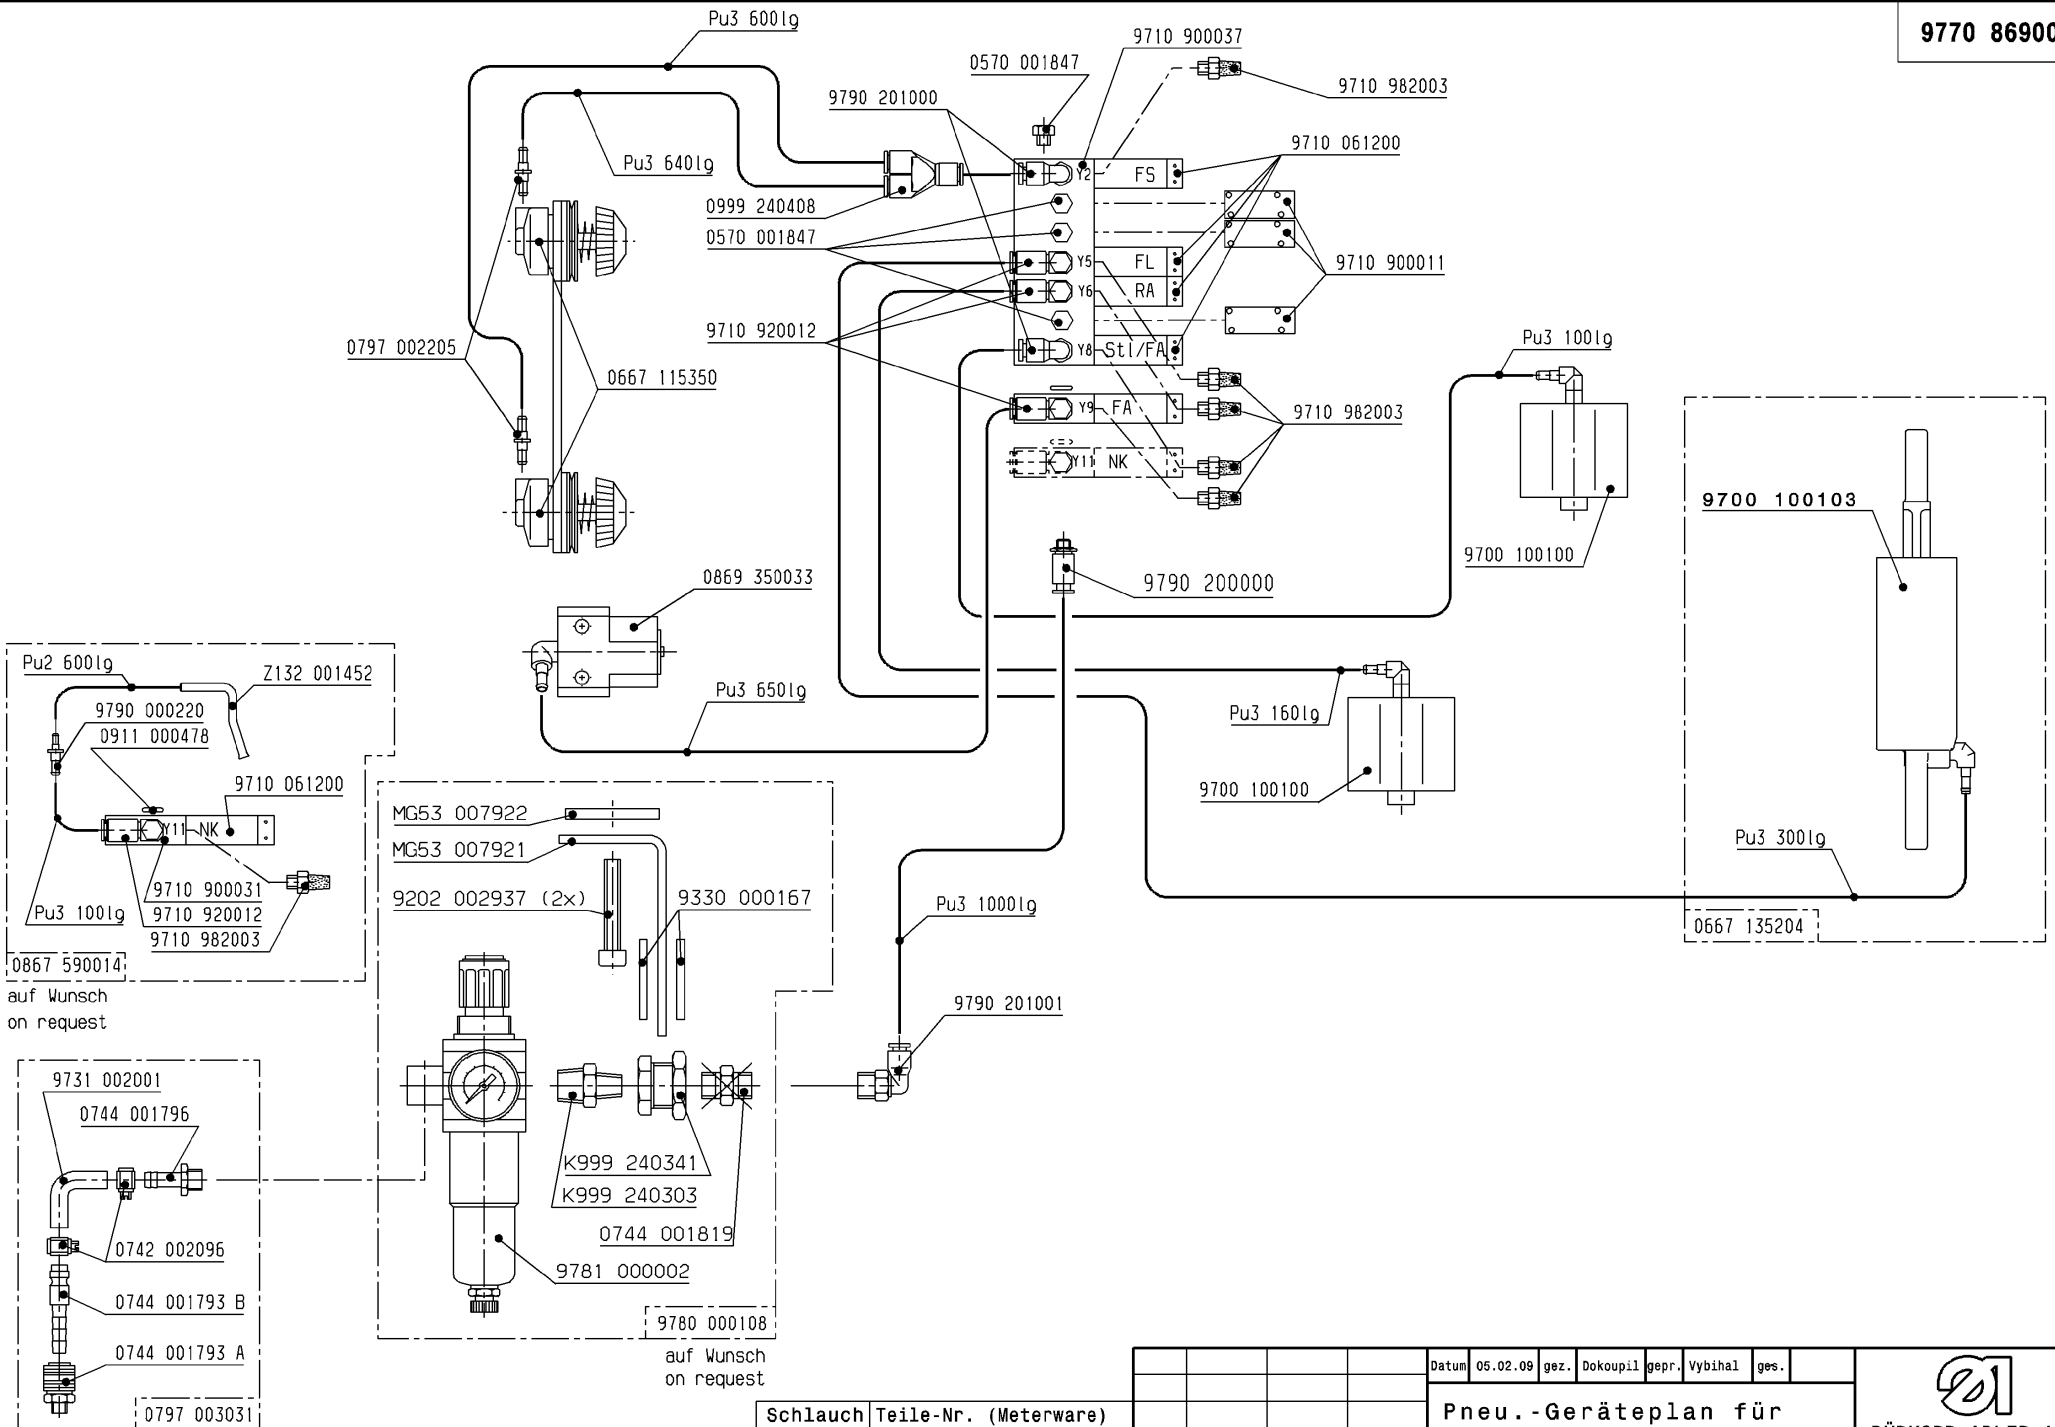 Pu3 600lg
9710 900037
9770 86900
0570 001847
9710 982003
9790 201000
Pu3 640lg
9710 061200
Y2 FS
0999 240408
0570 001847
Y5 FL
9710 900011
Y6 RA
9710 920012
0797 002205
Y8 Stl/FA
Pu3 100lg
0667 115350
Y9 FA
9710 982003
Y11 NK
9700 100103
9700 100100
0869 350033
9790 200000
Pu2 600lg
Z132 001452
Pu3 650lg
9790 000220
Pu3 160lg
0911 000478
9710 061200
9700 100100
MG53 007922
Y11 NK
MG53 007921
Pu3 300lg
9710 900031
9202 002937 (2x)
9330 000167
Pu3 1000lg
Pu3 100lg
9710 920012
9710 982003
0667 135204
0867 590014
auf Wunsch
on request
9790 201001
9731 002001
0744 001796
K999 240341
K999 240303
0744 001819
0742 002096
9781 000002
0744 001793 B
9780 000108
0744 001793 A
auf Wunsch
on request
0797 003031
Datum 05.02.09 gez. Dokoupil gepr. Vybihal ges.
Schlauch Teile-Nr. (Meterware)
Pneu.-Geräteplan für